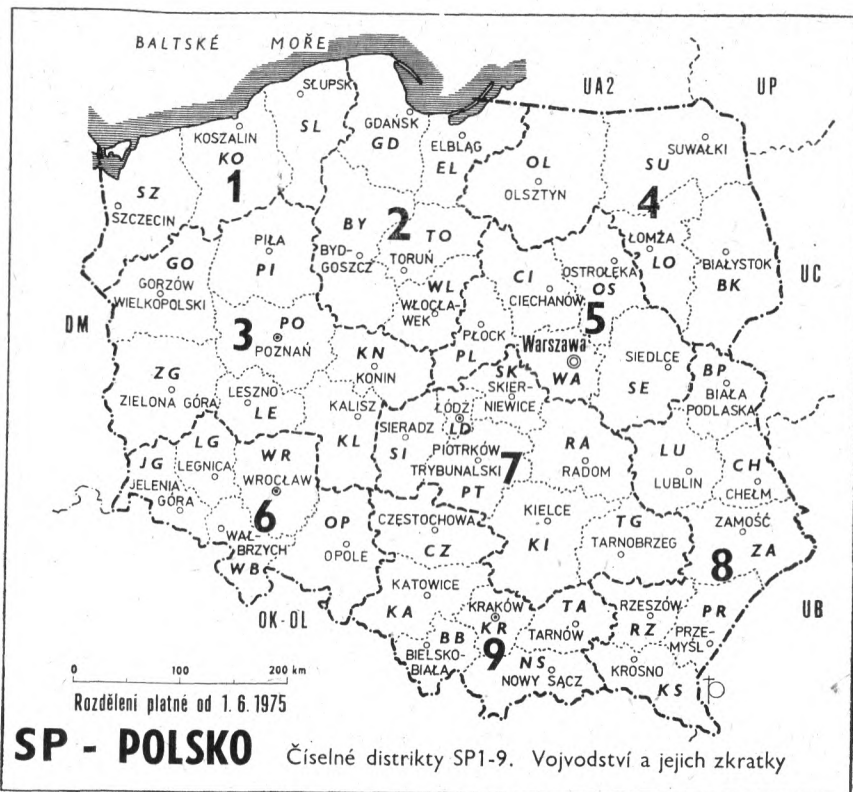 BALTSKÉ MOŘE
UA2
UP
SŁUPSK
SL
KOSZALIN
KO
1
GDAŃSK
GD
ELBLĄG
EL
OL
OLSZTYN
SU
SUWAŁKI
4
SZ
SZCZECIN
BY
BYD-
GOSZCZ
2
TO
TORUŃ
WL
WŁOCŁA-
WEK
ŁOMŻA
LO
BIAŁYSTOK
BK
UC
GO
GORZÓW
WIELKOPOLSKI
PIŁA
PI
CI
CIECHANÓW
OSTROŁĘKA
OS
5
DM
3
PO
POZNAŃ
PŁOCK
PL
Warszawa
WA
SIEDLCE
SE
BP
BIAŁA
PODLASKA
ZG
ZIELONA GÓRA
LESZNO
LE
KN
KONIN
KALISZ
KL
SK
SKIER-
NIEWICE
ŁÓDŹ
LD
SIERADZ
SI
PIOTRKÓW
TRYBUNALSKI
PT
7
RA
RADOM
LU
LUBLIN
CH
CHEŁM
JG
JELENIA
GÓRA
LG
LEGNICA
WR
WROCŁAW
6
WAŁ-
BRZYCH
WB
OP
OPOLE
CZĘSTOCHOWA
CZ
KIELCE
KI
TG
TARNOBRZEG
ZAMOŚĆ
ZA
8
OK-OL
KATOWICE
KA
BB
BIELSKO-
BIAŁA
KRAKÓW
KR
9
TA
TARNÓW
NS
NOWY SĄCZ
RZESZÓW
RZ
PR
PRZE-
MYŚL
KROSNO
KS
UB
0 100 200 km
Rozdělení platné od 1.6.1975
SP - POLSKO Číselné distrikty SP1-9. Vojvodství a jejich zkratky